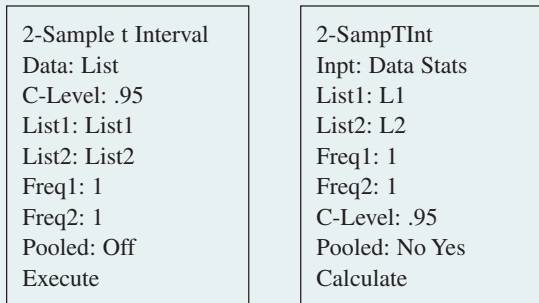 2-Sample t Interval
Data: List
C-Level: .95
List1: List1
List2: List2
Freq1: 1
Freq2: 1
Pooled: Off
Execute
2-SampTInt
Inpt: Data Stats
List1: L1
List2: L2
Freq1: 1
Freq2: 1
C-Level: .95
Pooled: No Yes
Calculate